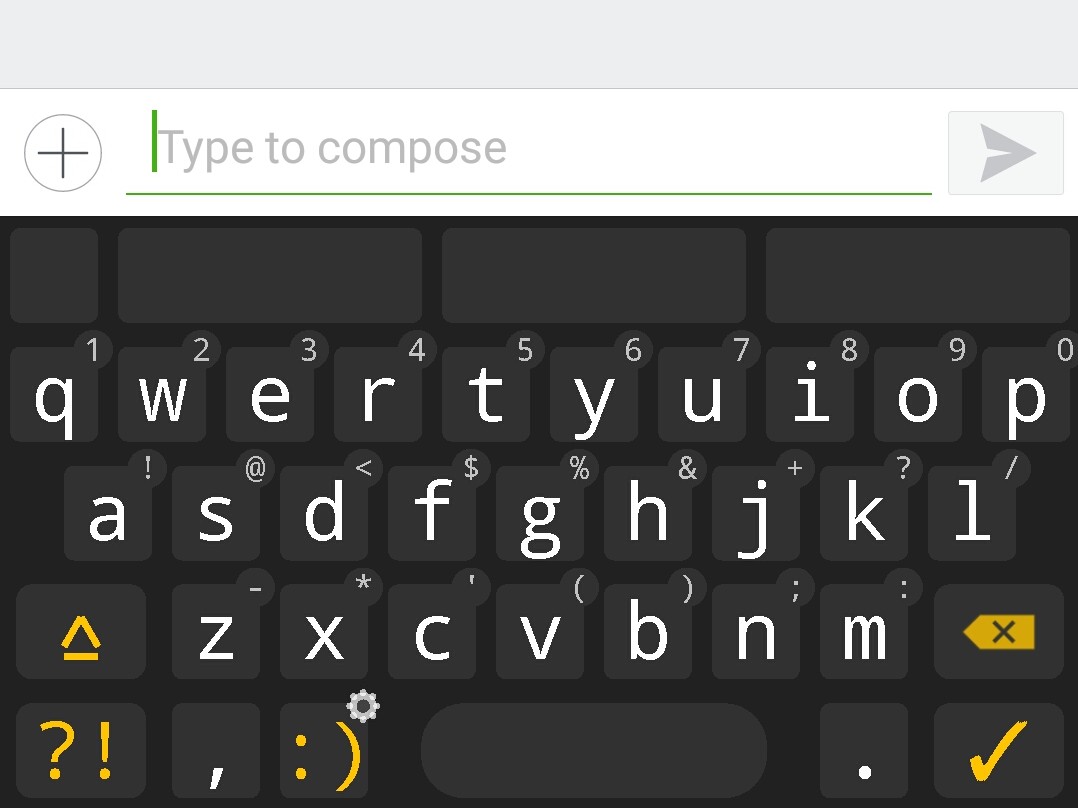 Type to compose
1 2 3 4 5 6 7 8 9 0
q w e r t y u i o p
! @ < $ % & + ? /
a s d f g h j k l
- * ' ( ) ; :
z x c v b n m
?! , :) .